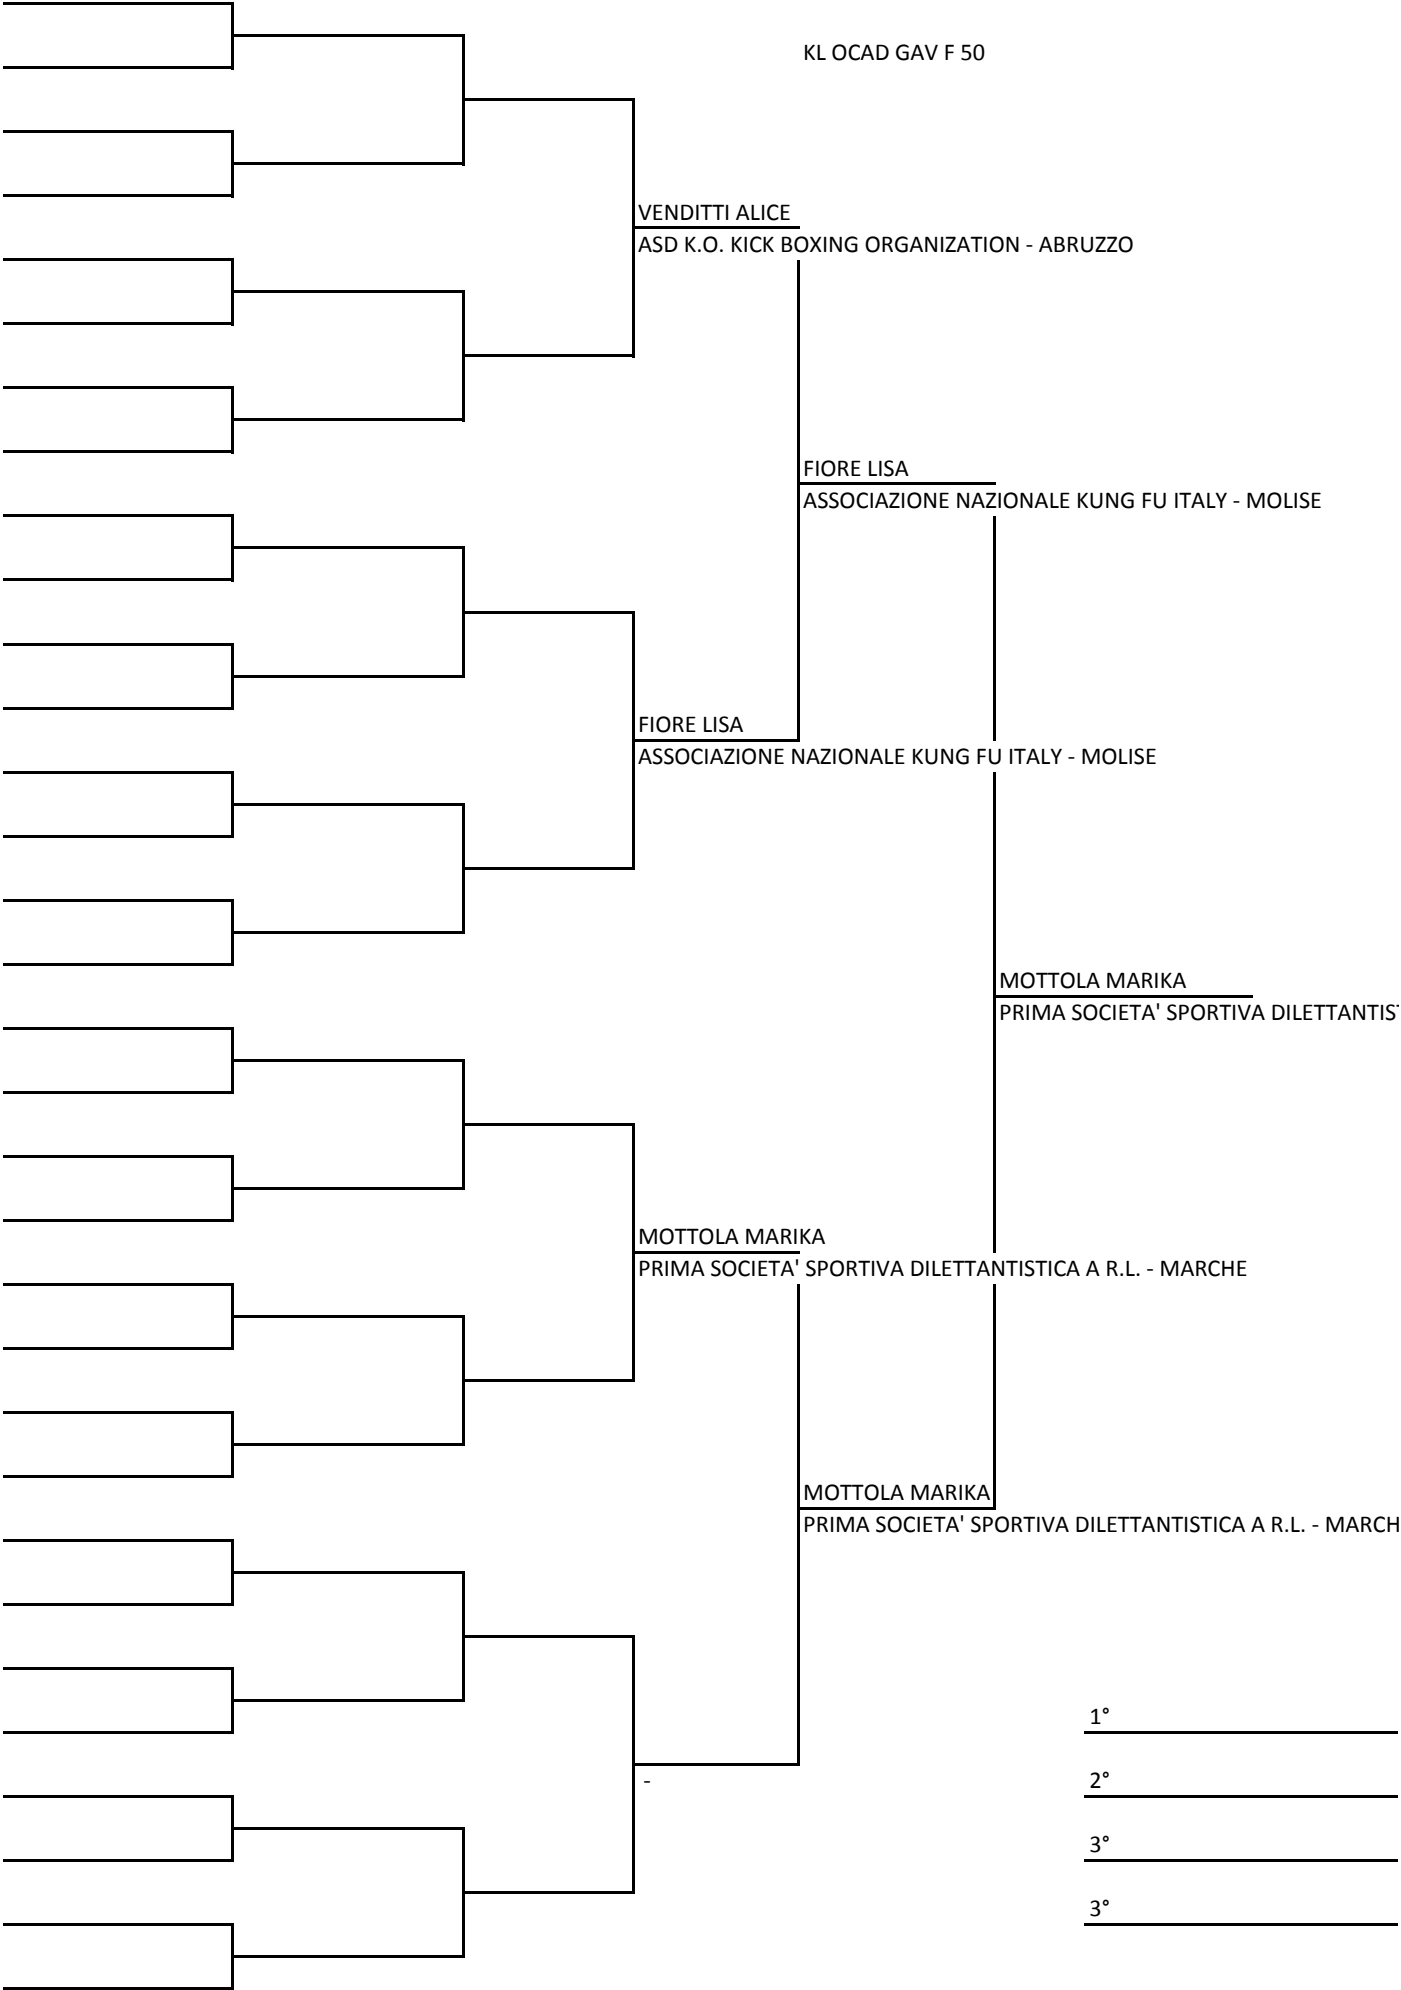 KL OCAD GAV F 50
VENDITTI ALICE
ASD K.O. KICK BOXING ORGANIZATION - ABRUZZO
FIORE LISA
ASSOCIAZIONE NAZIONALE KUNG FU ITALY - MOLISE
FIORE LISA
ASSOCIAZIONE NAZIONALE KUNG FU ITALY - MOLISE
MOTTOLA MARIKA
PRIMA SOCIETA' SPORTIVA DILETTANTIS
MOTTOLA MARIKA
PRIMA SOCIETA' SPORTIVA DILETTANTISTICA A R.L. - MARCHE
MOTTOLA MARIKA
PRIMA SOCIETA' SPORTIVA DILETTANTISTICA A R.L. - MARCH
1°
-
2°
3°
3°